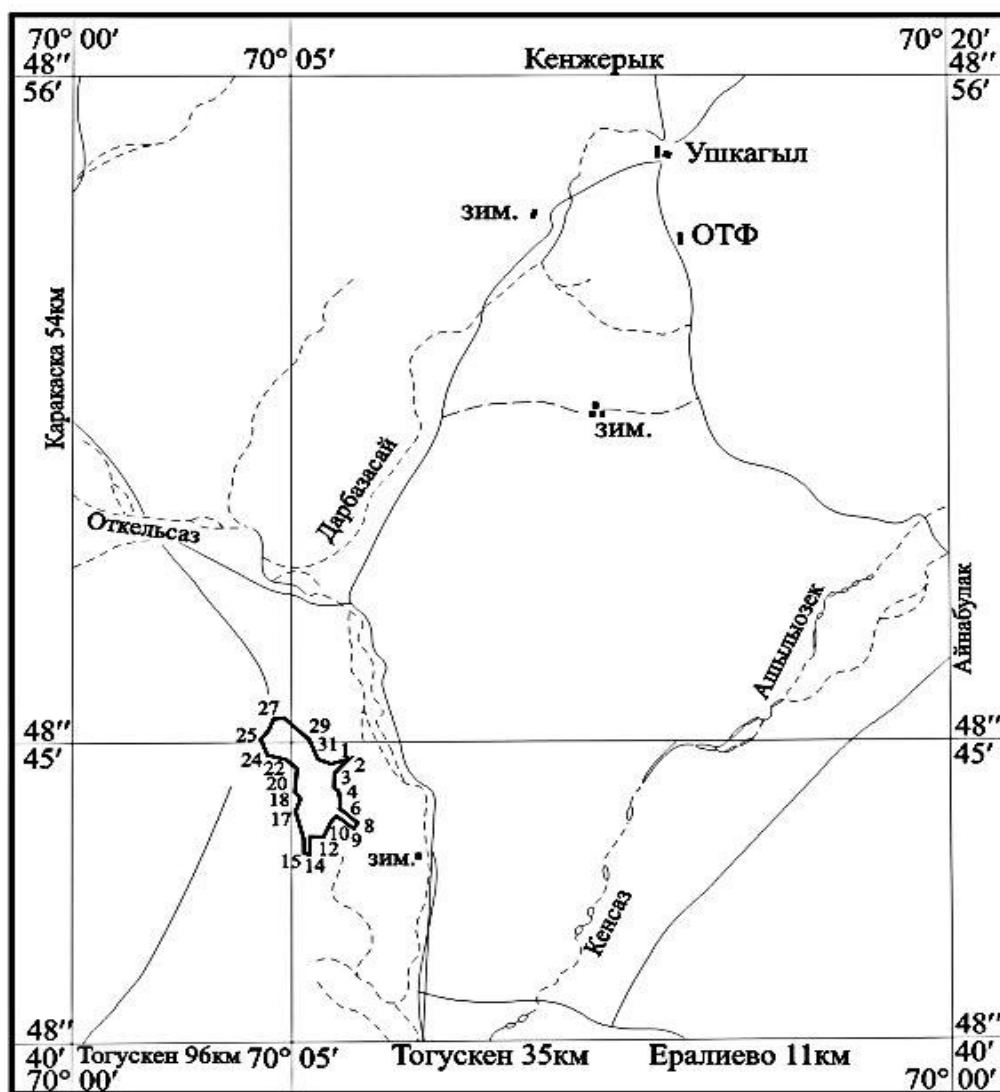 70° 00′
70° 20′
48″
70° 05′
Кенжерык
48″
56′
56′
Ушкагыл
зим.
ОТФ
Каракаска 54км
зим.
Дарбазасай
Откельсаз
Ашылыозек
Айнабулак
27
29
48″
25
31
1
48″
45′
24
2
45′
22
3
20
4
18
6
17
8
10
9
12
15
14
зим.
Кенсаз
48″
48″
40′
Тогускен 96км
70° 05′
Тогускен 35км
Ералиево 11км
40′
70° 00′
70° 00′